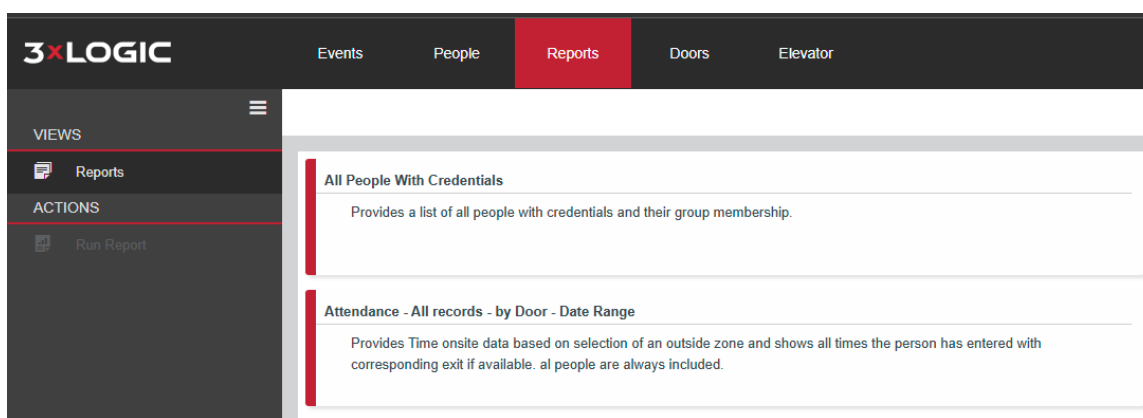 3xLOGIC
Events People Reports Doors Elevator
VIEWS
Reports
ACTIONS
Run Report
All People With Credentials
Provides a list of all people with credentials and their group membership.
Attendance - All records - by Door - Date Range
Provides Time onsite data based on selection of an outside zone and shows all times the person has entered with
corresponding exit if available. al people are always included.